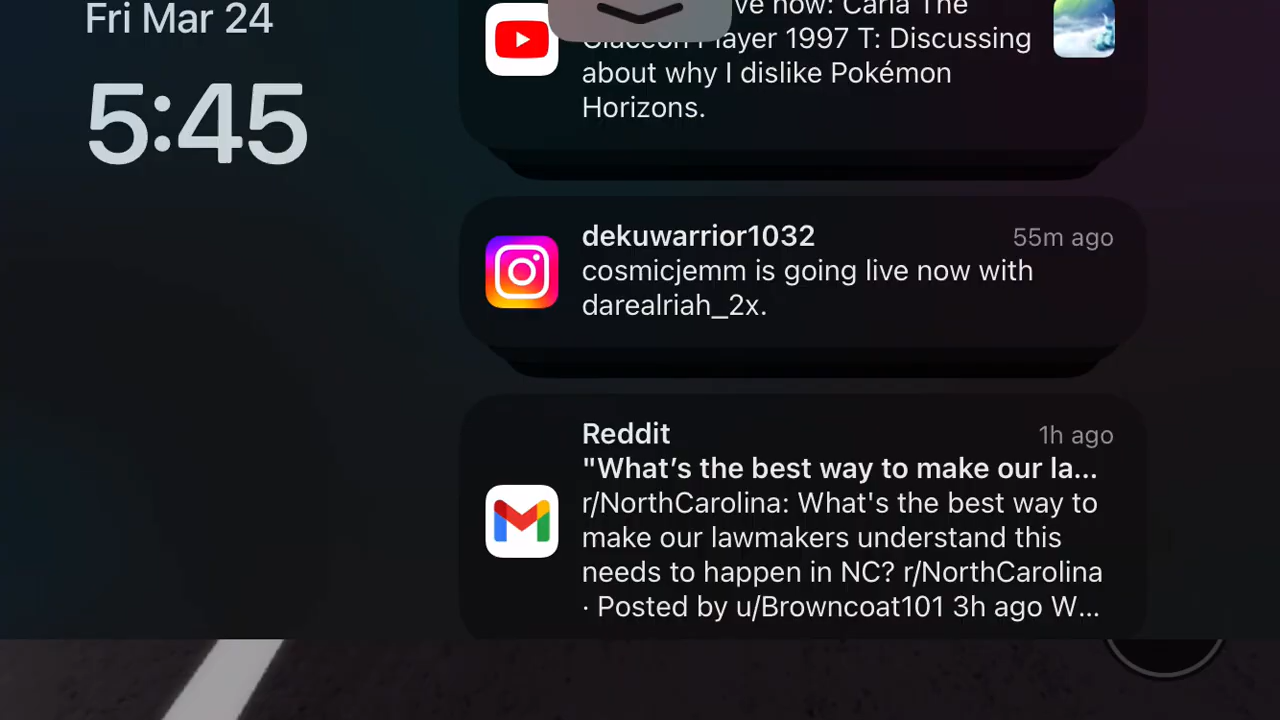 Fri Mar 24
5:45
ve now: Carla The
Glaceon Player 1997 T: Discussing
about why I dislike Pokémon
Horizons.
dekuwarrior1032
55m ago
cosmicjemm is going live now with
darealriah_2x.
Reddit
1h ago
"What's the best way to make our la...
r/NorthCarolina: What's the best way to
make our lawmakers understand this
needs to happen in NC? r/NorthCarolina
· Posted by u/Browncoat101 3h ago W...